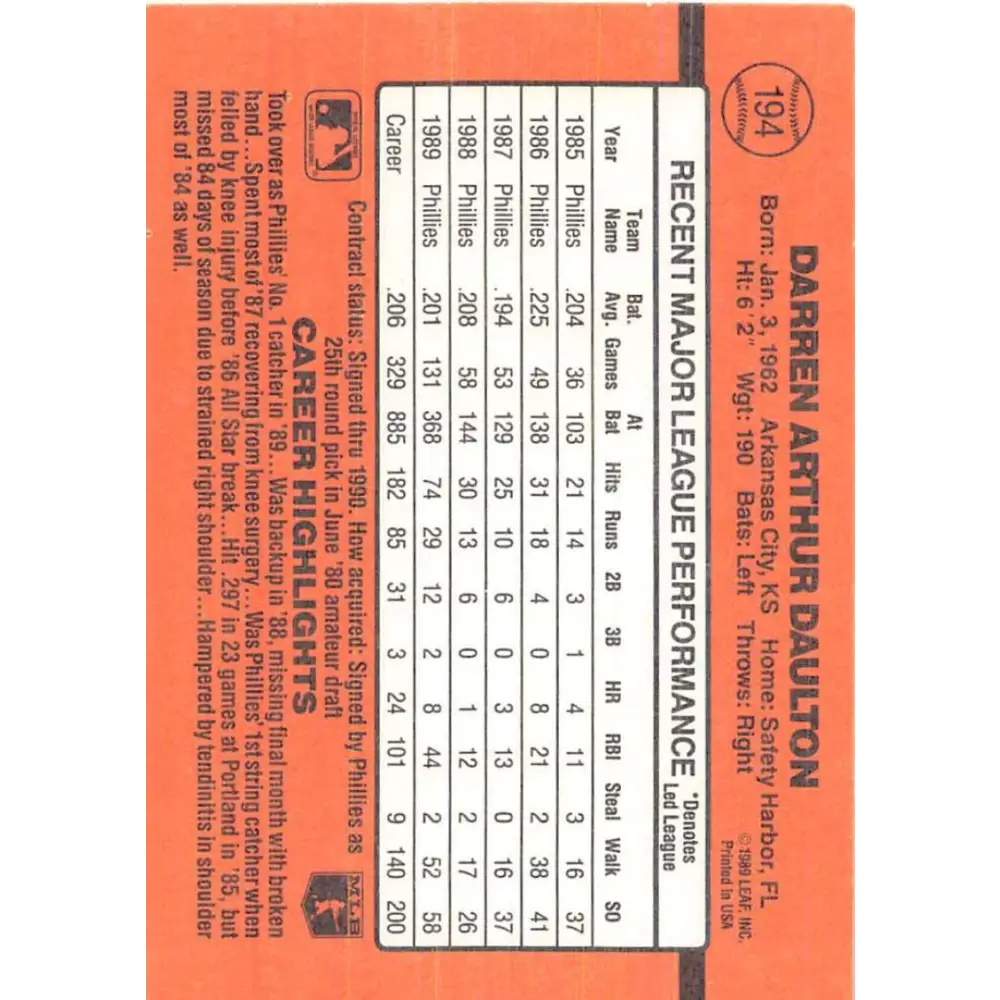 194
DARREN ARTHUR DAULTON
Born: Jan. 3, 1962 Arkansas City, KS Home: Safety Harbor, FL
Ht: 6'2" Wgt: 190 Bats: Left Throws: Right
© 1989 LEAF, INC.
Printed in USA
RECENT MAJOR LEAGUE PERFORMANCE
*Denotes
Led League
Year Team Name Bat. Avg. Games At Bat Hits Runs 2B 3B HR RBI Steal Walk SO
1985 Phillies .204 36 103 21 14 3 1 4 11 3 16 37
1986 Phillies .225 49 138 31 18 4 0 8 21 2 38 41
1987 Phillies .194 53 129 25 10 6 0 3 13 0 16 37
1988 Phillies .208 58 144 30 13 6 0 1 12 2 17 26
1989 Phillies .201 131 368 74 29 12 2 8 44 2 52 58
Career .206 329 885 182 85 31 3 24 101 9 140 200
Contract status: Signed thru 1990. How acquired: Signed by Phillies as
25th round pick in June '80 amateur draft
MLB
CAREER HIGHLIGHTS
Took over as Phillies' No. 1 catcher in '89...Was backup in '88, missing final month with broken
hand...Spent most of '87 recovering from knee surgery...Was Phillies' 1st string catcher when
felled by knee injury before '86 All Star break...Hit .297 in 23 games at Portland in '85, but
missed 84 days of season due to strained right shoulder...Hampered by tendinitis in shoulder
most of '84 as well.